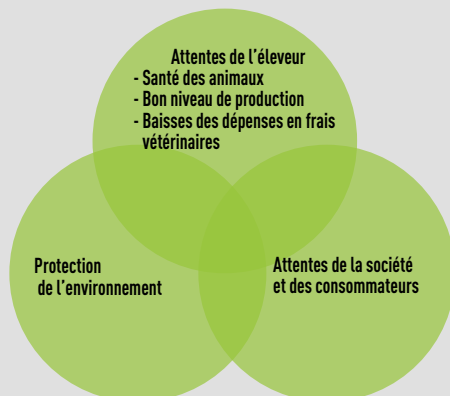 Attentes de l’éleveur
- Santé des animaux
- Bon niveau de production
- Baisses des dépenses en frais
vétérinaires
Protection
de l’environnement
Attentes de la société
et des consommateurs